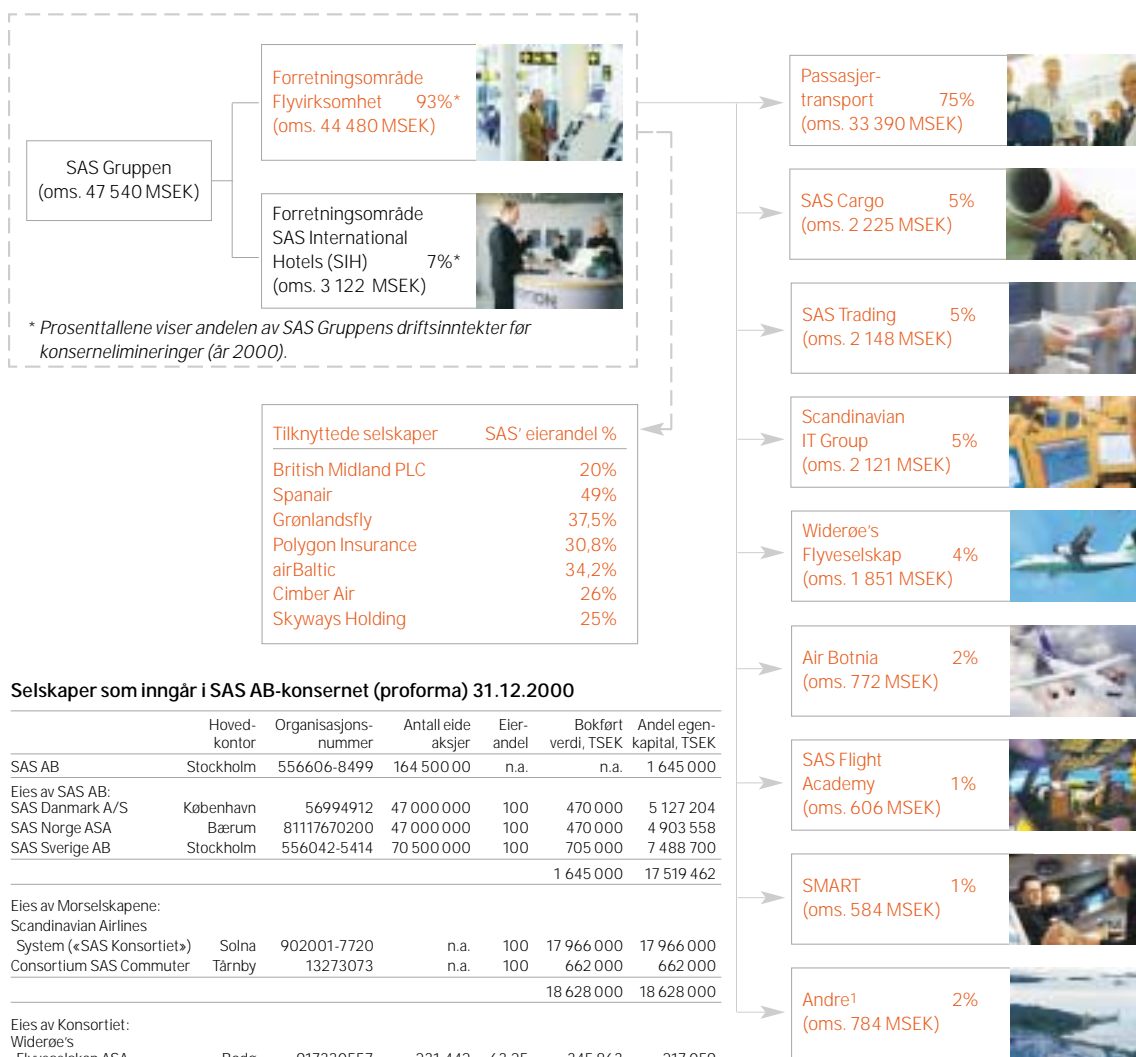 SAS Gruppen
(oms. 47 540 MSEK)
Forretningsområde
Flyvirksomhet 93%*
(oms. 44 480 MSEK)
Forretningsområde
SAS International
Hotels (SIH) 7%*
(oms. 3 122 MSEK)
* Prosenttallene viser andelen av SAS Gruppens driftsinntekter før
konsernelimineringer (år 2000).
Tilknyttede selskaper SAS' eierandel %
British Midland PLC 20%
Spanair 49%
Grønlandsfly 37,5%
Polygon Insurance 30,8%
airBaltic 34,2%
Cimber Air 26%
Skyways Holding 25%
Passasjer-
transport 75%
(oms. 33 390 MSEK)
SAS Cargo 5%
(oms. 2 225 MSEK)
SAS Trading 5%
(oms. 2 148 MSEK)
Scandinavian
IT Group 5%
(oms. 2 121 MSEK)
Widerøe's
Flyveselskap 4%
(oms. 1 851 MSEK)
Air Botnia 2%
(oms. 772 MSEK)
SAS Flight
Academy 1%
(oms. 606 MSEK)
SMART 1%
(oms. 584 MSEK)
Andre1 2%
(oms. 784 MSEK)
Selskaper som inngår i SAS AB-konsernet (proforma) 31.12.2000
Hoved- Organisasjons- Antall eide Eier- Bokført Andel egen-
kontor nummer aksjer andel verdi, TSEK kapital, TSEK
SAS AB Stockholm 556606-8499 164 500 00 n.a. n.a. 1 645 000
Eies av SAS AB:
SAS Danmark A/S København 56994912 47 000 000 100 470 000 5 127 204
SAS Norge ASA Bærum 81117670200 47 000 000 100 470 000 4 903 558
SAS Sverige AB Stockholm 556042-5414 70 500 000 100 705 000 7 488 700
1 645 000 17 519 462
Eies av Morselskapene:
Scandinavian Airlines
System («SAS Konsortiet») Solna 902001-7720 n.a. 100 17 966 000 17 966 000
Consortium SAS Commuter Tårnby 13273073 n.a. 100 662 000 662 000
18 628 000 18 628 000
Eies av Konsortiet:
Widerøe's